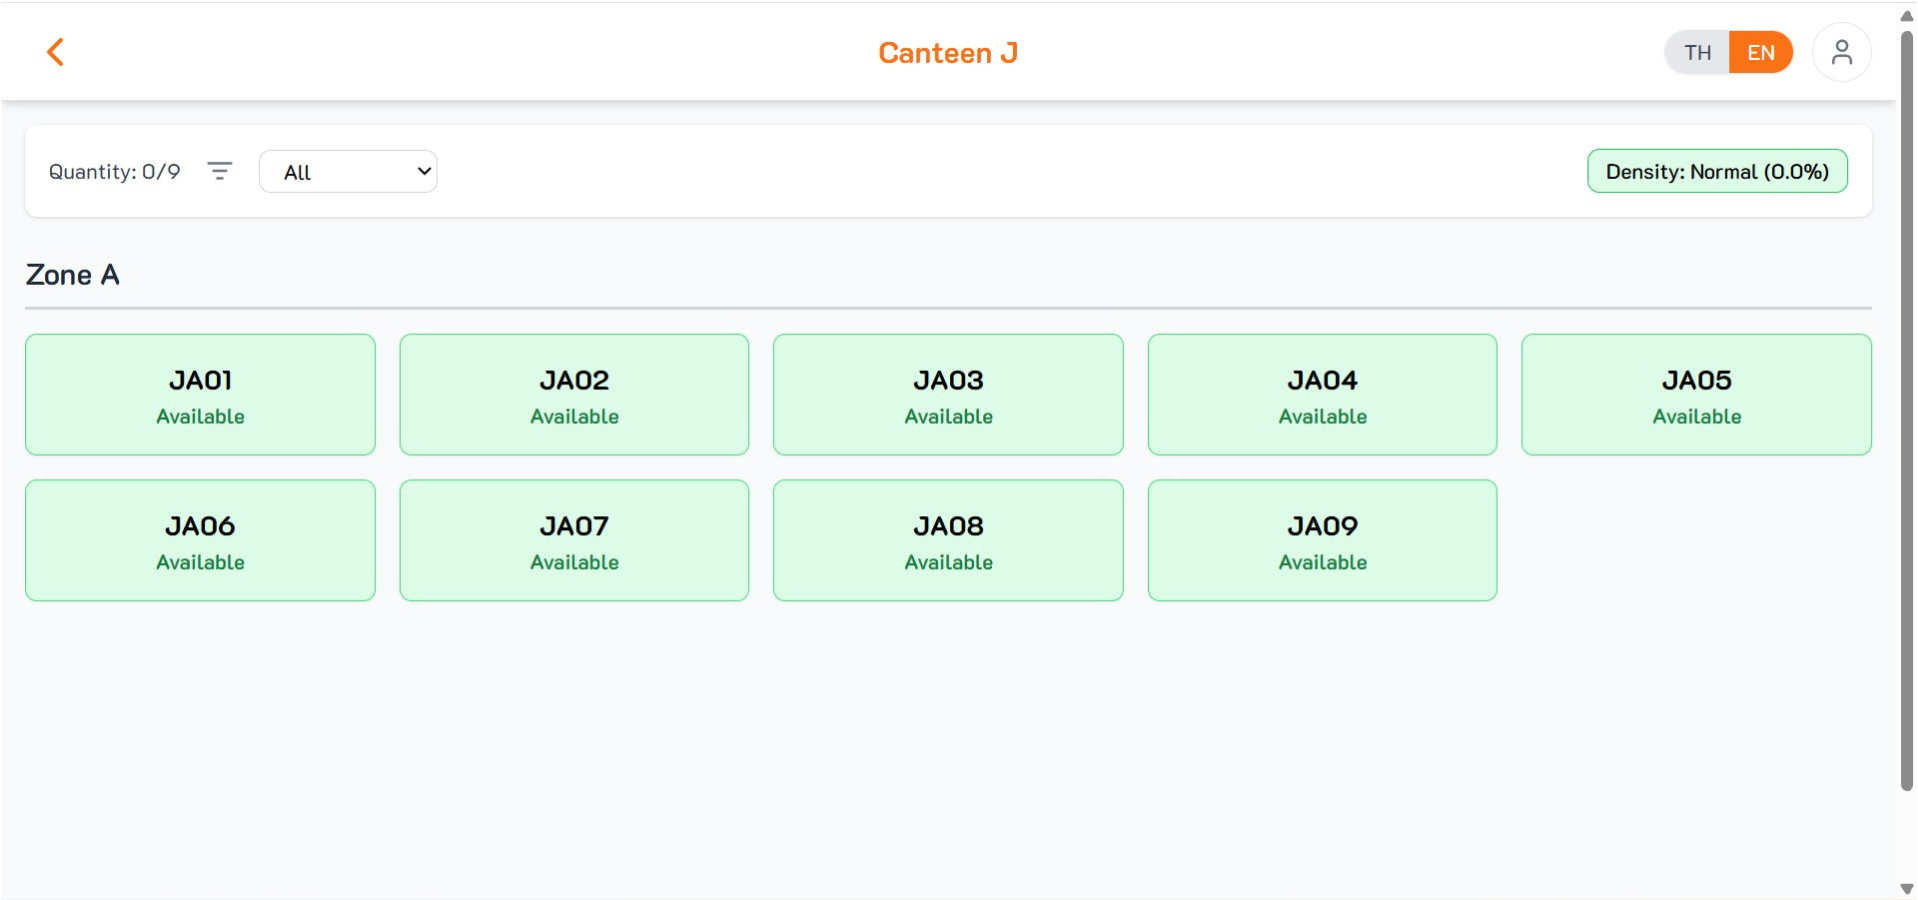 Canteen J
TH EN
Quantity: 0/9 All Density: Normal (0.0%)
Zone A
JA01 JA02 JA03 JA04 JA05
Available Available Available Available Available
JA06 JA07 JA08 JA09
Available Available Available Available